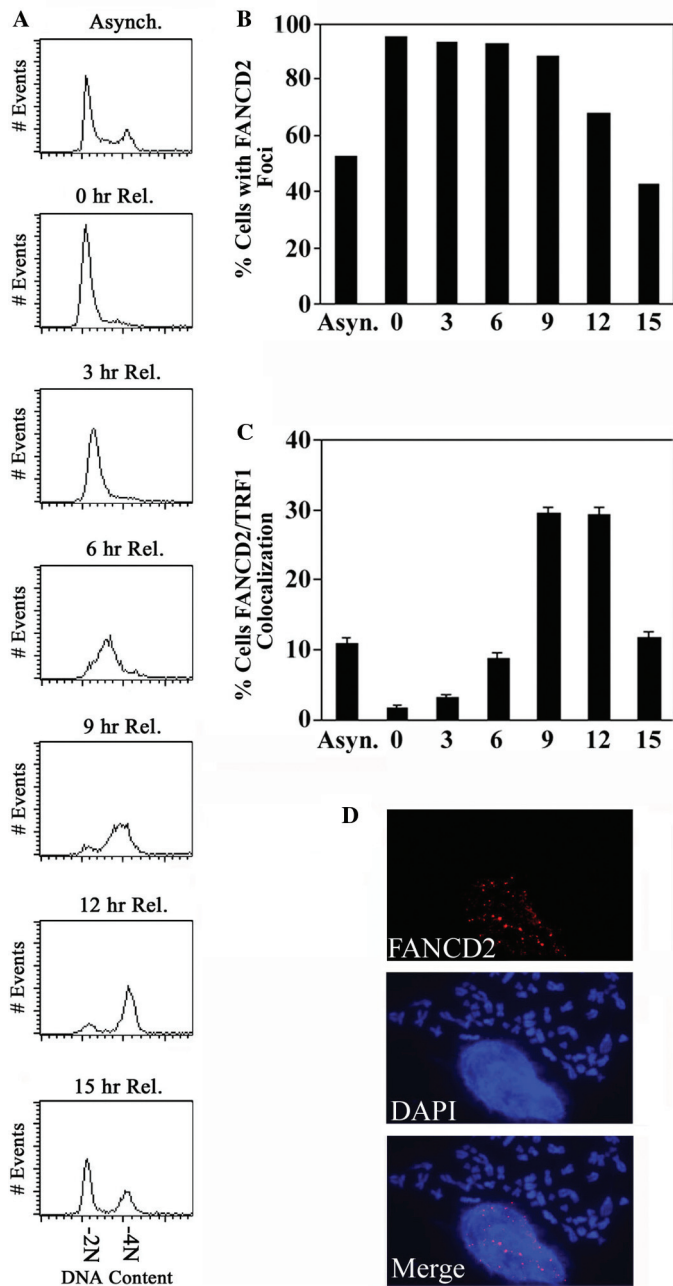 A
Asynch.
# Events
0 hr Rel.
# Events
3 hr Rel.
# Events
6 hr Rel.
# Events
9 hr Rel.
# Events
12 hr Rel.
# Events
15 hr Rel.
# Events
-2N
-4N
DNA Content
B
% Cells with FANCD2
Foci
100
80
60
40
20
0
Asyn. 0 3 6 9 12 15
C
% Cells FANCD2/TRF1
Colocalization
40
30
20
10
0
Asyn. 0 3 6 9 12 15
D
FANCD2
DAPI
Merge